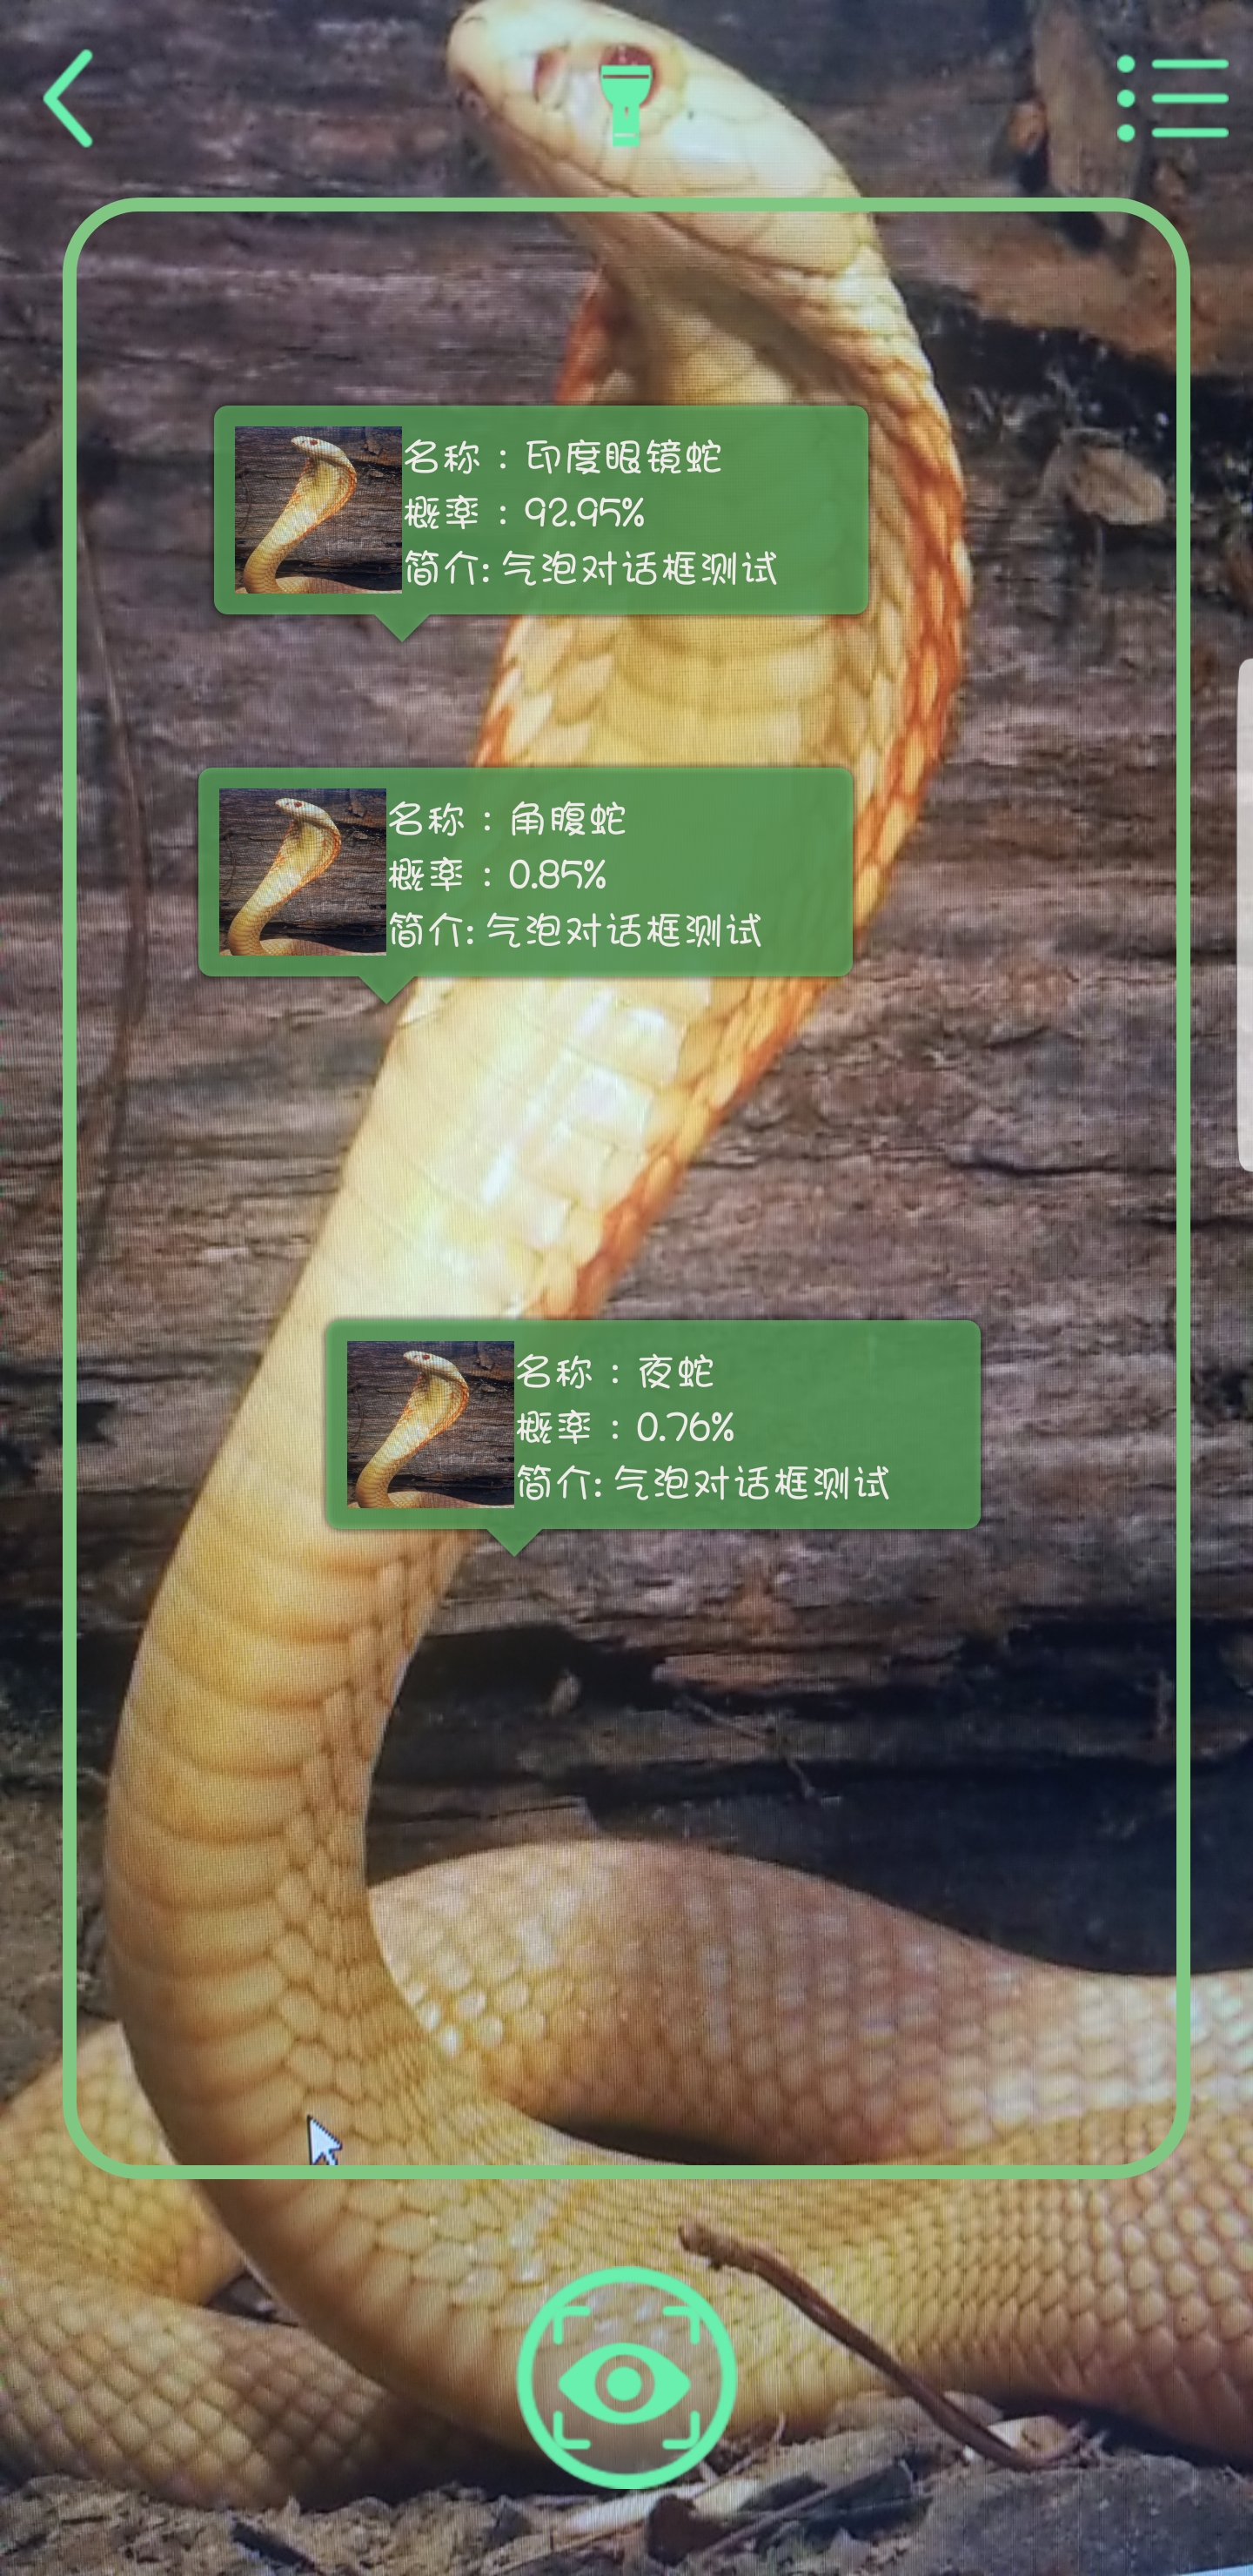 名称：印度眼镜蛇
概率：92.95%
简介: 气泡对话框测试
名称：角腹蛇
概率：0.85%
简介: 气泡对话框测试
名称：夜蛇
概率：0.76%
简介: 气泡对话框测试